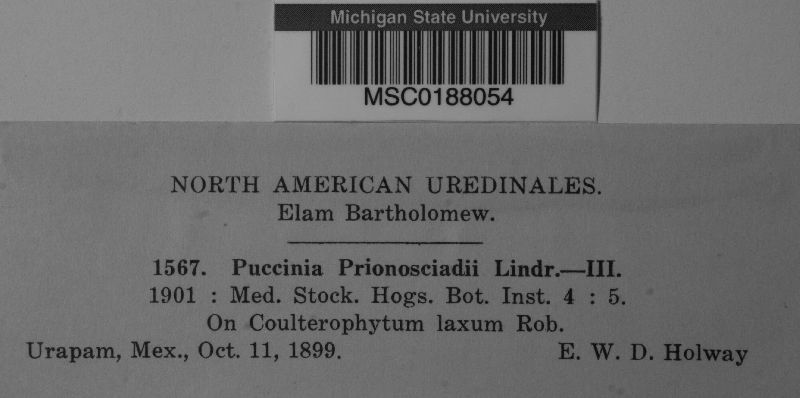 Michigan State University
MSC0188054
NORTH AMERICAN UREDINALES.
Elam Bartholomew.
1567. Puccinia Prionosciadii Lindr.—III.
1901 : Med. Stock. Hogs. Bot. Inst. 4 : 5.
On Coulterophytum laxum Rob.
Urapam, Mex., Oct. 11, 1899. E. W. D. Holway